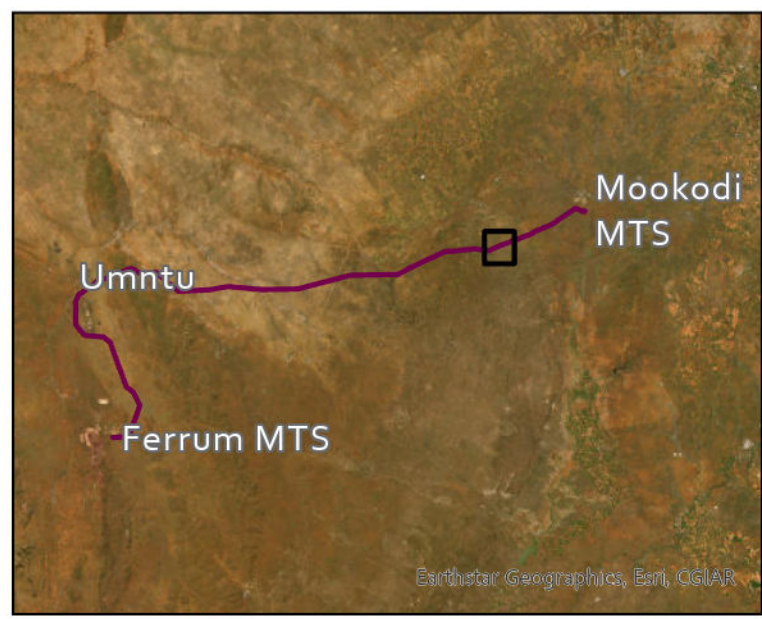 Mookodi
MTS
Umntu
Ferrum MTS
Earthstar Geographics, Esri, CGIAR